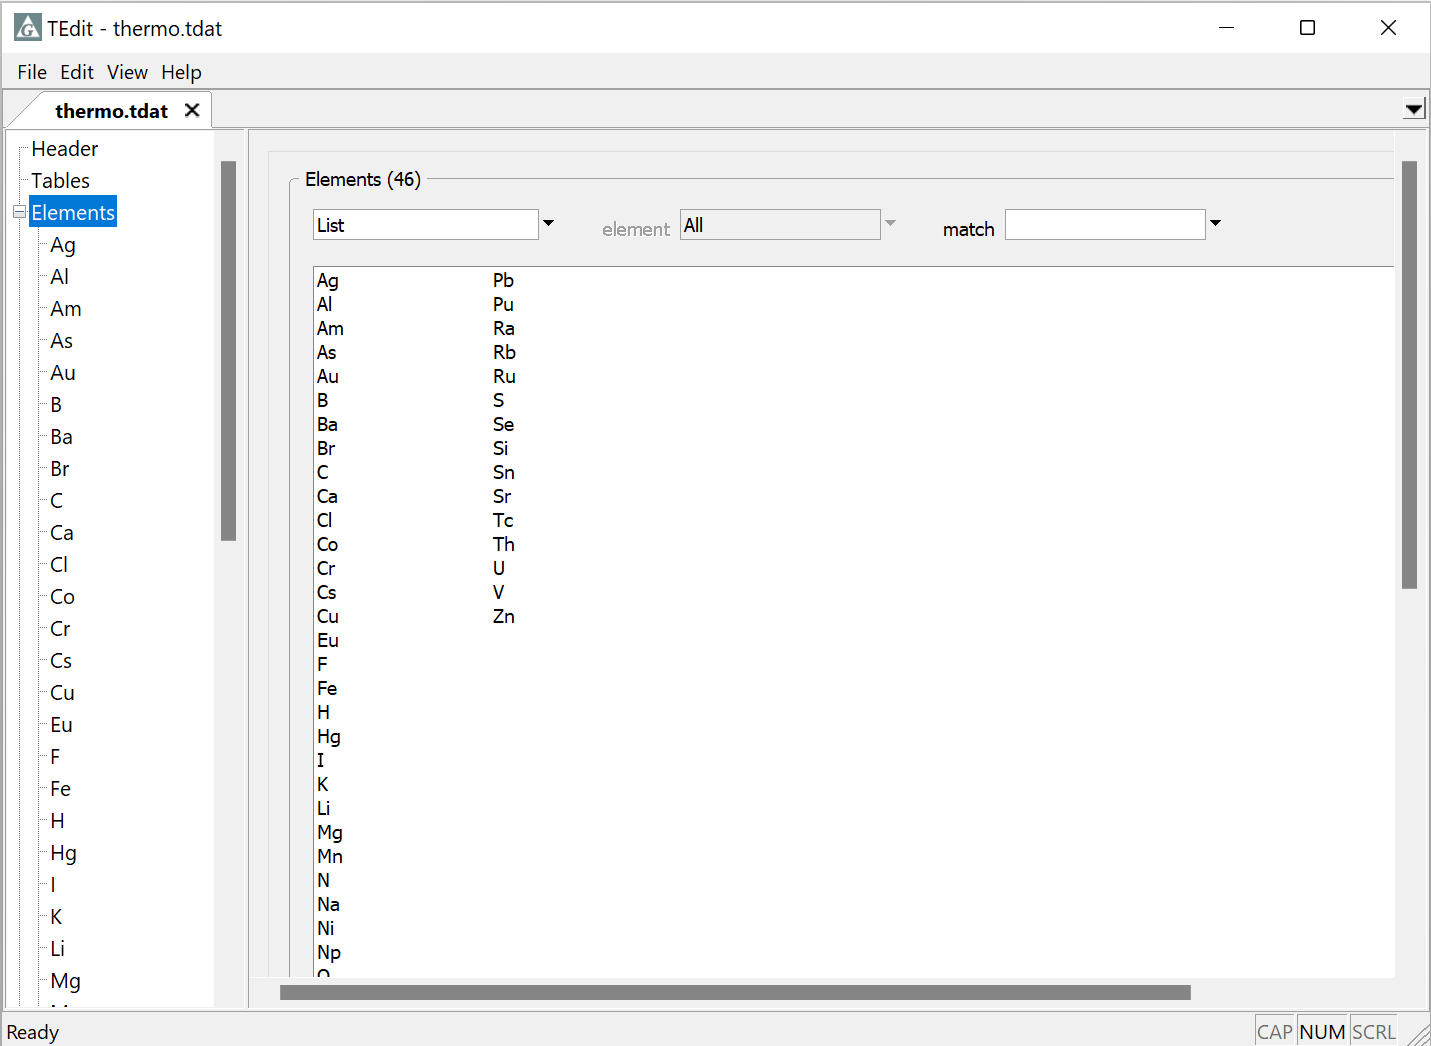 TEdit - thermo.tdat
File Edit View Help
thermo.tdat
Header
Tables
Elements
Ag
Al
Am
As
Au
B
Ba
Br
C
Ca
Cl
Co
Cr
Cs
Cu
Eu
F
Fe
H
Hg
I
K
Li
Mg
Elements (46)
List element All match
Ag
Al
Am
As
Au
B
Ba
Br
C
Ca
Cl
Co
Cr
Cs
Cu
Eu
F
Fe
H
Hg
I
K
Li
Mg
Mn
N
Na
Ni
Np
O
Pb
Pu
Ra
Rb
Ru
S
Se
Si
Sn
Sr
Tc
Th
U
V
Zn
Ready CAP NUM SCRL